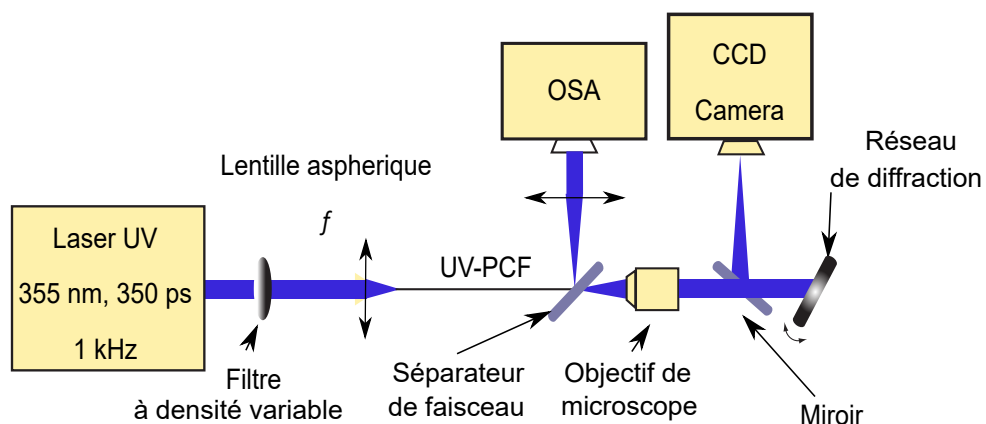 Laser UV
355 nm, 350 ps
1 kHz
Filtre
à densité variable
Lentille aspherique
f
UV-PCF
OSA
Séparateur
de faisceau
Objectif de
microscope
CCD
Camera
Miroir
Réseau
de diffraction